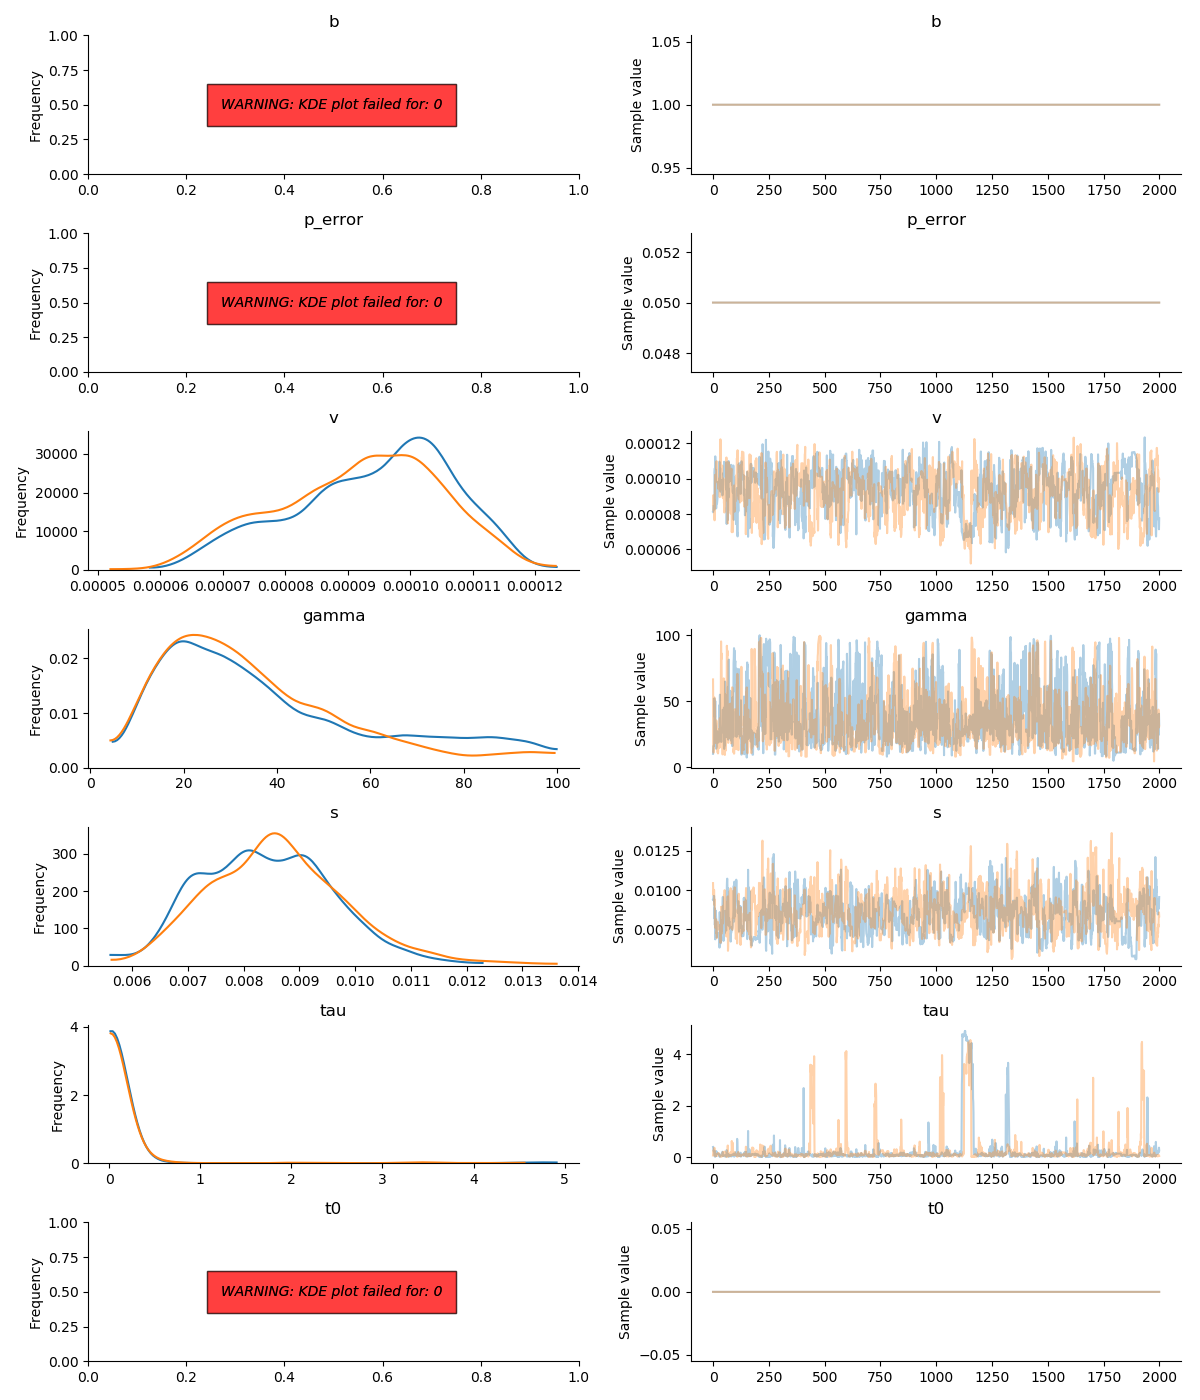 b
1.00
0.75
0.50
0.25
0.00
Frequency
WARNING: KDE plot failed for: 0
0.0 0.2 0.4 0.6 0.8 1.0
b
1.05
1.00
0.95
Sample value
0 250 500 750 1000 1250 1500 1750 2000
p_error
1.00
0.75
0.50
0.25
0.00
Frequency
WARNING: KDE plot failed for: 0
0.0 0.2 0.4 0.6 0.8 1.0
p_error
0.052
0.050
0.048
Sample value
0 250 500 750 1000 1250 1500 1750 2000
v
30000
20000
10000
0
Frequency
0.00005 0.00006 0.00007 0.00008 0.00009 0.00010 0.00011 0.00012
v
0.00012
0.00010
0.00008
0.00006
Sample value
0 250 500 750 1000 1250 1500 1750 2000
gamma
0.02
0.01
0.00
Frequency
0 20 40 60 80 100
gamma
100
50
0
Sample value
0 250 500 750 1000 1250 1500 1750 2000
s
300
200
100
0
Frequency
0.006 0.007 0.008 0.009 0.010 0.011 0.012 0.013 0.014
s
0.0125
0.0100
0.0075
Sample value
0 250 500 750 1000 1250 1500 1750 2000
tau
4
2
0
Frequency
0 1 2 3 4 5
tau
4
2
0
Sample value
0 250 500 750 1000 1250 1500 1750 2000
t0
1.00
0.75
0.50
0.25
0.00
Frequency
WARNING: KDE plot failed for: 0
0.0 0.2 0.4 0.6 0.8 1.0
t0
0.05
0.00
−0.05
Sample value
0 250 500 750 1000 1250 1500 1750 2000